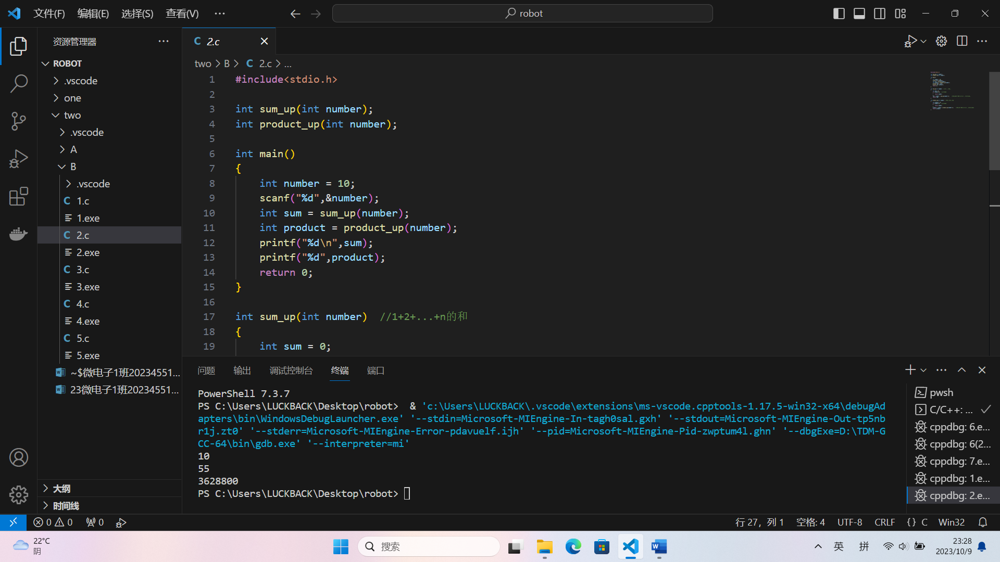 文件(F) 编辑(E) 选择(S) 查看(V) ··· robot
资源管理器 ···
ROBOT
.vscode
one
two
.vscode
A
B
.vscode
C 1.c
1.exe
C 2.c
2.exe
C 3.c
3.exe
C 4.c
4.exe
C 5.c
5.exe
~$微电子1班20234551...
23微电子1班20234551...
大纲
时间线
C 2.c
two > B > C 2.c > ...
1 #include<stdio.h>
2
3 int sum_up(int number);
4 int product_up(int number);
5
6 int main()
7 {
8 int number = 10;
9 scanf("%d",&number);
10 int sum = sum_up(number);
11 int product = product_up(number);
12 printf("%d\n",sum);
13 printf("%d",product);
14 return 0;
15 }
16
17 int sum_up(int number) //1+2+...+n的和
18 {
19 int sum = 0;
问题 输出 调试控制台 终端 端口
PowerShell 7.3.7
PS C:\Users\LUCKBACK\Desktop\robot> & 'c:\Users\LUCKBACK\.vscode\extensions\ms-vscode.cpptools-1.17.5-win32-x64\debugAd
apters\bin\WindowsDebugLauncher.exe' '--stdin=Microsoft-MIEngine-In-tagh0sal.gxh' '--stdout=Microsoft-MIEngine-Out-tp5nb
r1j.zt0' '--stderr=Microsoft-MIEngine-Error-pdavuelf.ijh' '--pid=Microsoft-MIEngine-Pid-zwptum4l.ghn' '--dbgExe=D:\TDM-G
CC-64\bin\gdb.exe' '--interpreter=mi'
10
55
3628800
PS C:\Users\LUCKBACK\Desktop\robot>
pwsh
C/C++: ...
cppdbg: 6.e...
cppdbg: 6(2...
cppdbg: 7.e...
cppdbg: 1.e...
cppdbg: 2.e...
0 0 0 行 27，列 1 空格: 4 UTF-8 CRLF {} C Win32
22°C
阴
搜索
英 拼
23:28
2023/10/9